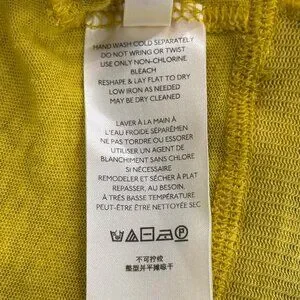 HAND WASH COLD SEPARATELY
DO NOT WRING OR TWIST
USE ONLY NON-CHLORINE
BLEACH
RESHAPE & LAY FLAT TO DRY
LOW IRON AS NEEDED
MAY BE DRY CLEANED
LAVER À LA MAIN À
L'EAU FROIDE SÉPARÉMEN
NE PAS TORDRE OU ESSORER
UTILISER UN AGENT DE
BLANCHIMENT SANS CHLORE
SI NÉCESSAIRE
REMODELER ET SÉCHER À PLAT
REPASSER, AU BESOIN,
À TRÈS BASSE TEMPÉRATURE
PEUT-ÊTRE ÊTRE NETTOYÉE SEC
P
不可拧绞
整型并平摊晾干